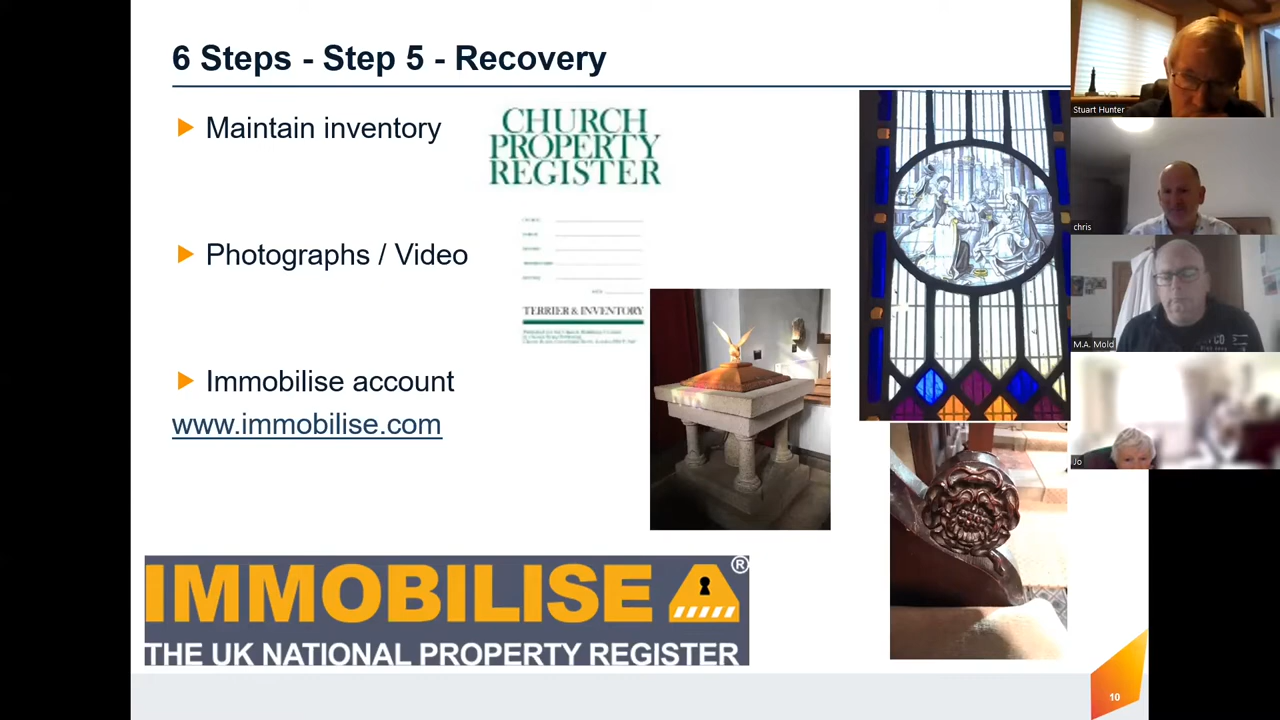 6 Steps - Step 5 - Recovery
Maintain inventory
CHURCH
PROPERTY
REGISTER
Photographs / Video
TERRIER & INVENTORY
Immobilise account
www.immobilise.com
IMMOBILISE ®
THE UK NATIONAL PROPERTY REGISTER
10
Stuart Hunter
chris
M.A. Mold
Jo